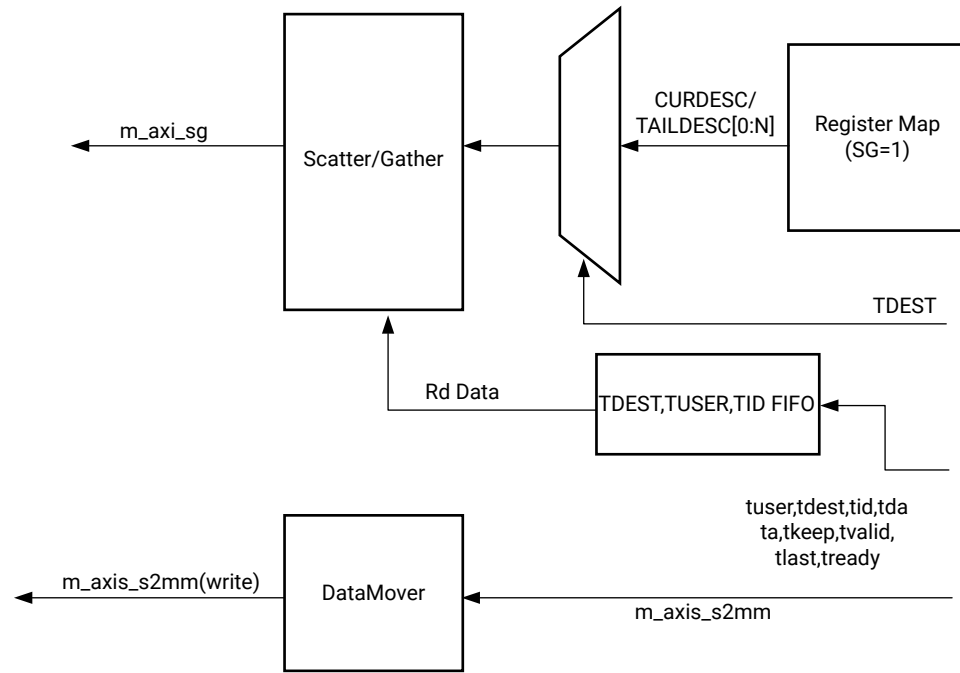 CURDESC/
TAILDESC[0:N]
Register Map
(SG=1)
m_axi_sg
Scatter/Gather
TDEST
Rd Data
TDEST,TUSER,TID FIFO
tuser,tdest,tid,tda
ta,tkeep,tvalid,
tlast,tready
m_axis_s2mm(write)
DataMover
m_axis_s2mm